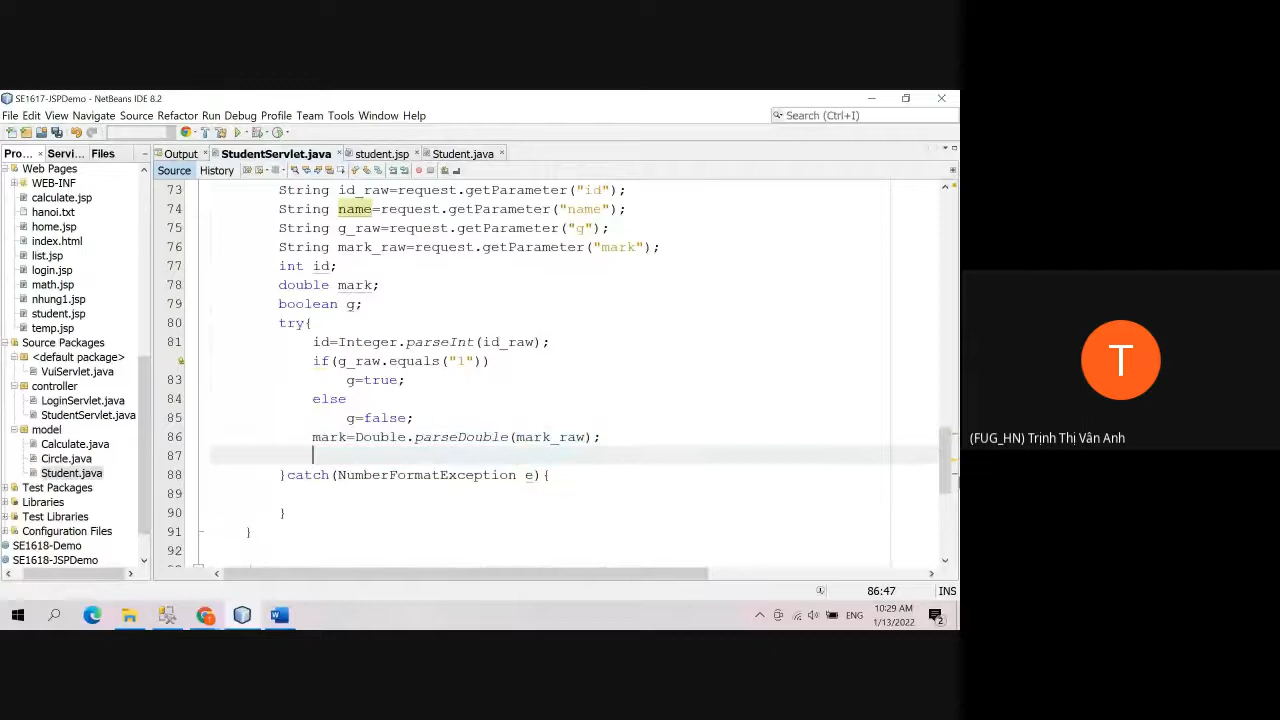 SE1617-JSPDemo - NetBeans IDE 8.2
File Edit View Navigate Source Refactor Run Debug Profile Team Tools Window Help
Search (Ctrl+I)
Pro... Servi... Files
Output StudentServlet.java student.jsp Student.java
Source History
Web Pages
WEB-INF
calculate.jsp
hanoi.txt
home.jsp
index.html
list.jsp
login.jsp
math.jsp
nhung1.jsp
student.jsp
temp.jsp
Source Packages
<default package>
VuiServlet.java
controller
LoginServlet.java
StudentServlet.java
model
Calculate.java
Circle.java
Student.java
Test Packages
Libraries
Test Libraries
Configuration Files
SE1618-Demo
SE1618-JSPDemo
73 String id_raw=request.getParameter("id");
74 String name=request.getParameter("name");
75 String g_raw=request.getParameter("g");
76 String mark_raw=request.getParameter("mark");
77 int id;
78 double mark;
79 boolean g;
80 try{
81 id=Integer.parseInt(id_raw);
if(g_raw.equals("1"))
83 g=true;
84 else
85 g=false;
86 mark=Double.parseDouble(mark_raw);
87
88 }catch(NumberFormatException e){
89
90 }
91 }
92
86:47 INS
ENG
10:29 AM
1/13/2022
2
T
(FUG_HN) Trịnh Thị Vân Anh